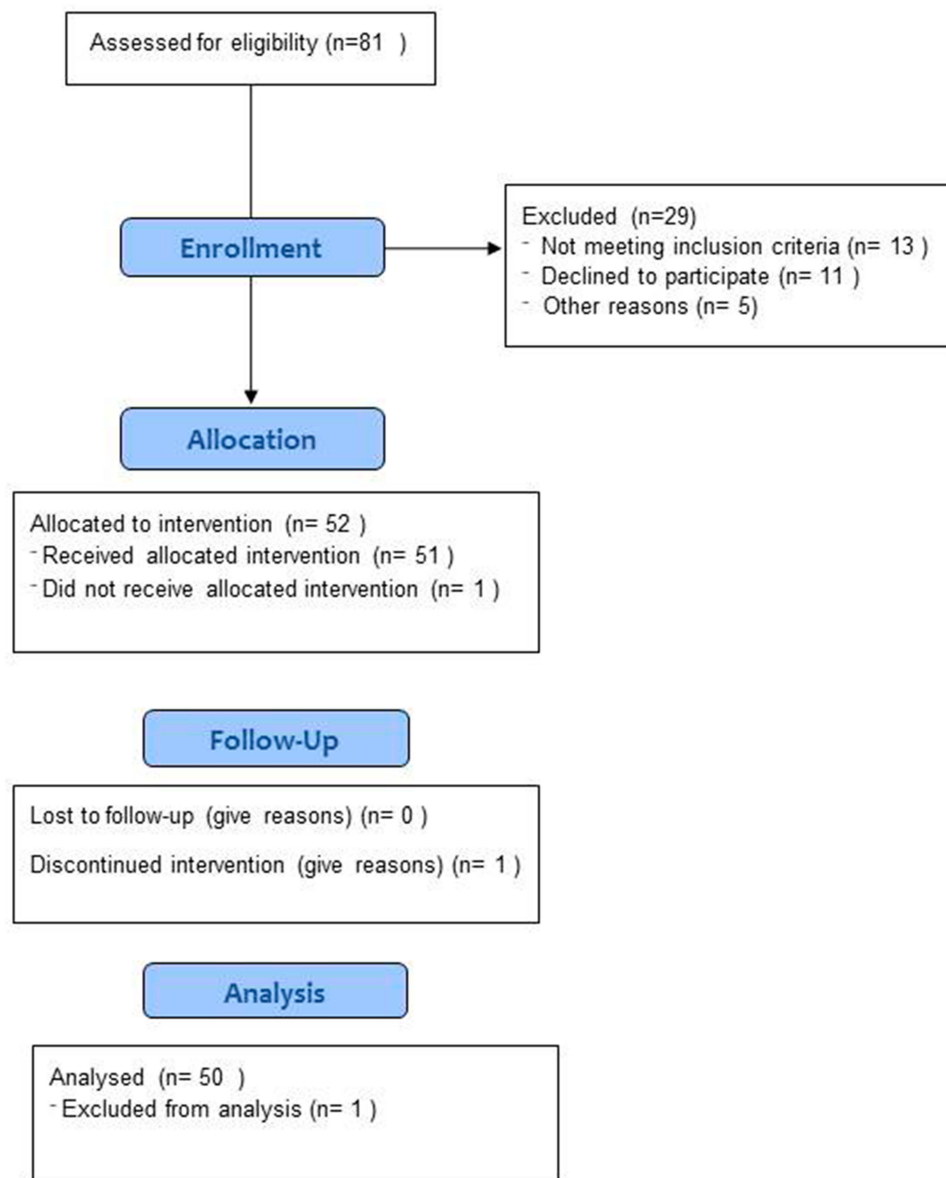 Assessed for eligibility (n=81 )
Enrollment
Excluded (n=29)
- Not meeting inclusion criteria (n= 13 )
- Declined to participate (n= 11 )
- Other reasons (n= 5)
Allocation
Allocated to intervention (n= 52 )
- Received allocated intervention (n= 51 )
- Did not receive allocated intervention (n= 1 )
Follow-Up
Lost to follow-up (give reasons) (n= 0 )
Discontinued intervention (give reasons) (n= 1 )
Analysis
Analysed (n= 50 )
- Excluded from analysis (n= 1 )